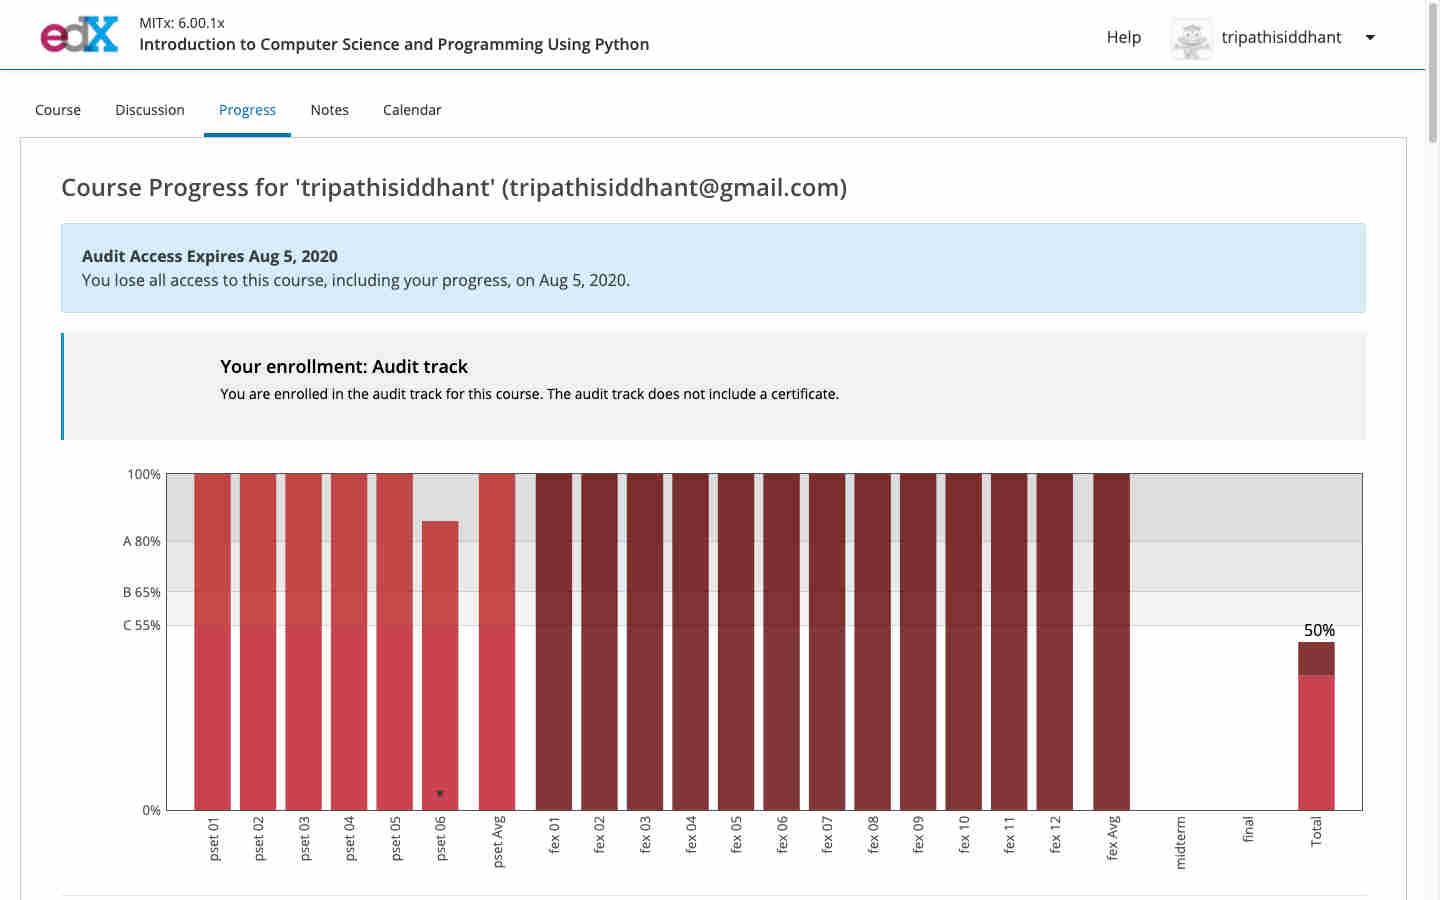 edX
MITx: 6.00.1x
Introduction to Computer Science and Programming Using Python
Help
tripathisiddhant
Course
Discussion
Progress
Notes
Calendar
Course Progress for 'tripathisiddhant' (tripathisiddhant@gmail.com)
Audit Access Expires Aug 5, 2020
You lose all access to this course, including your progress, on Aug 5, 2020.
Your enrollment: Audit track
You are enrolled in the audit track for this course. The audit track does not include a certificate.
100%
A 80%
B 65%
C 55%
0%
50%
pset 01
pset 02
pset 03
pset 04
pset 05
pset 06
pset Avg
fex 01
fex 02
fex 03
fex 04
fex 05
fex 06
fex 07
fex 08
fex 09
fex 10
fex 11
fex 12
fex Avg
midterm
final
Total